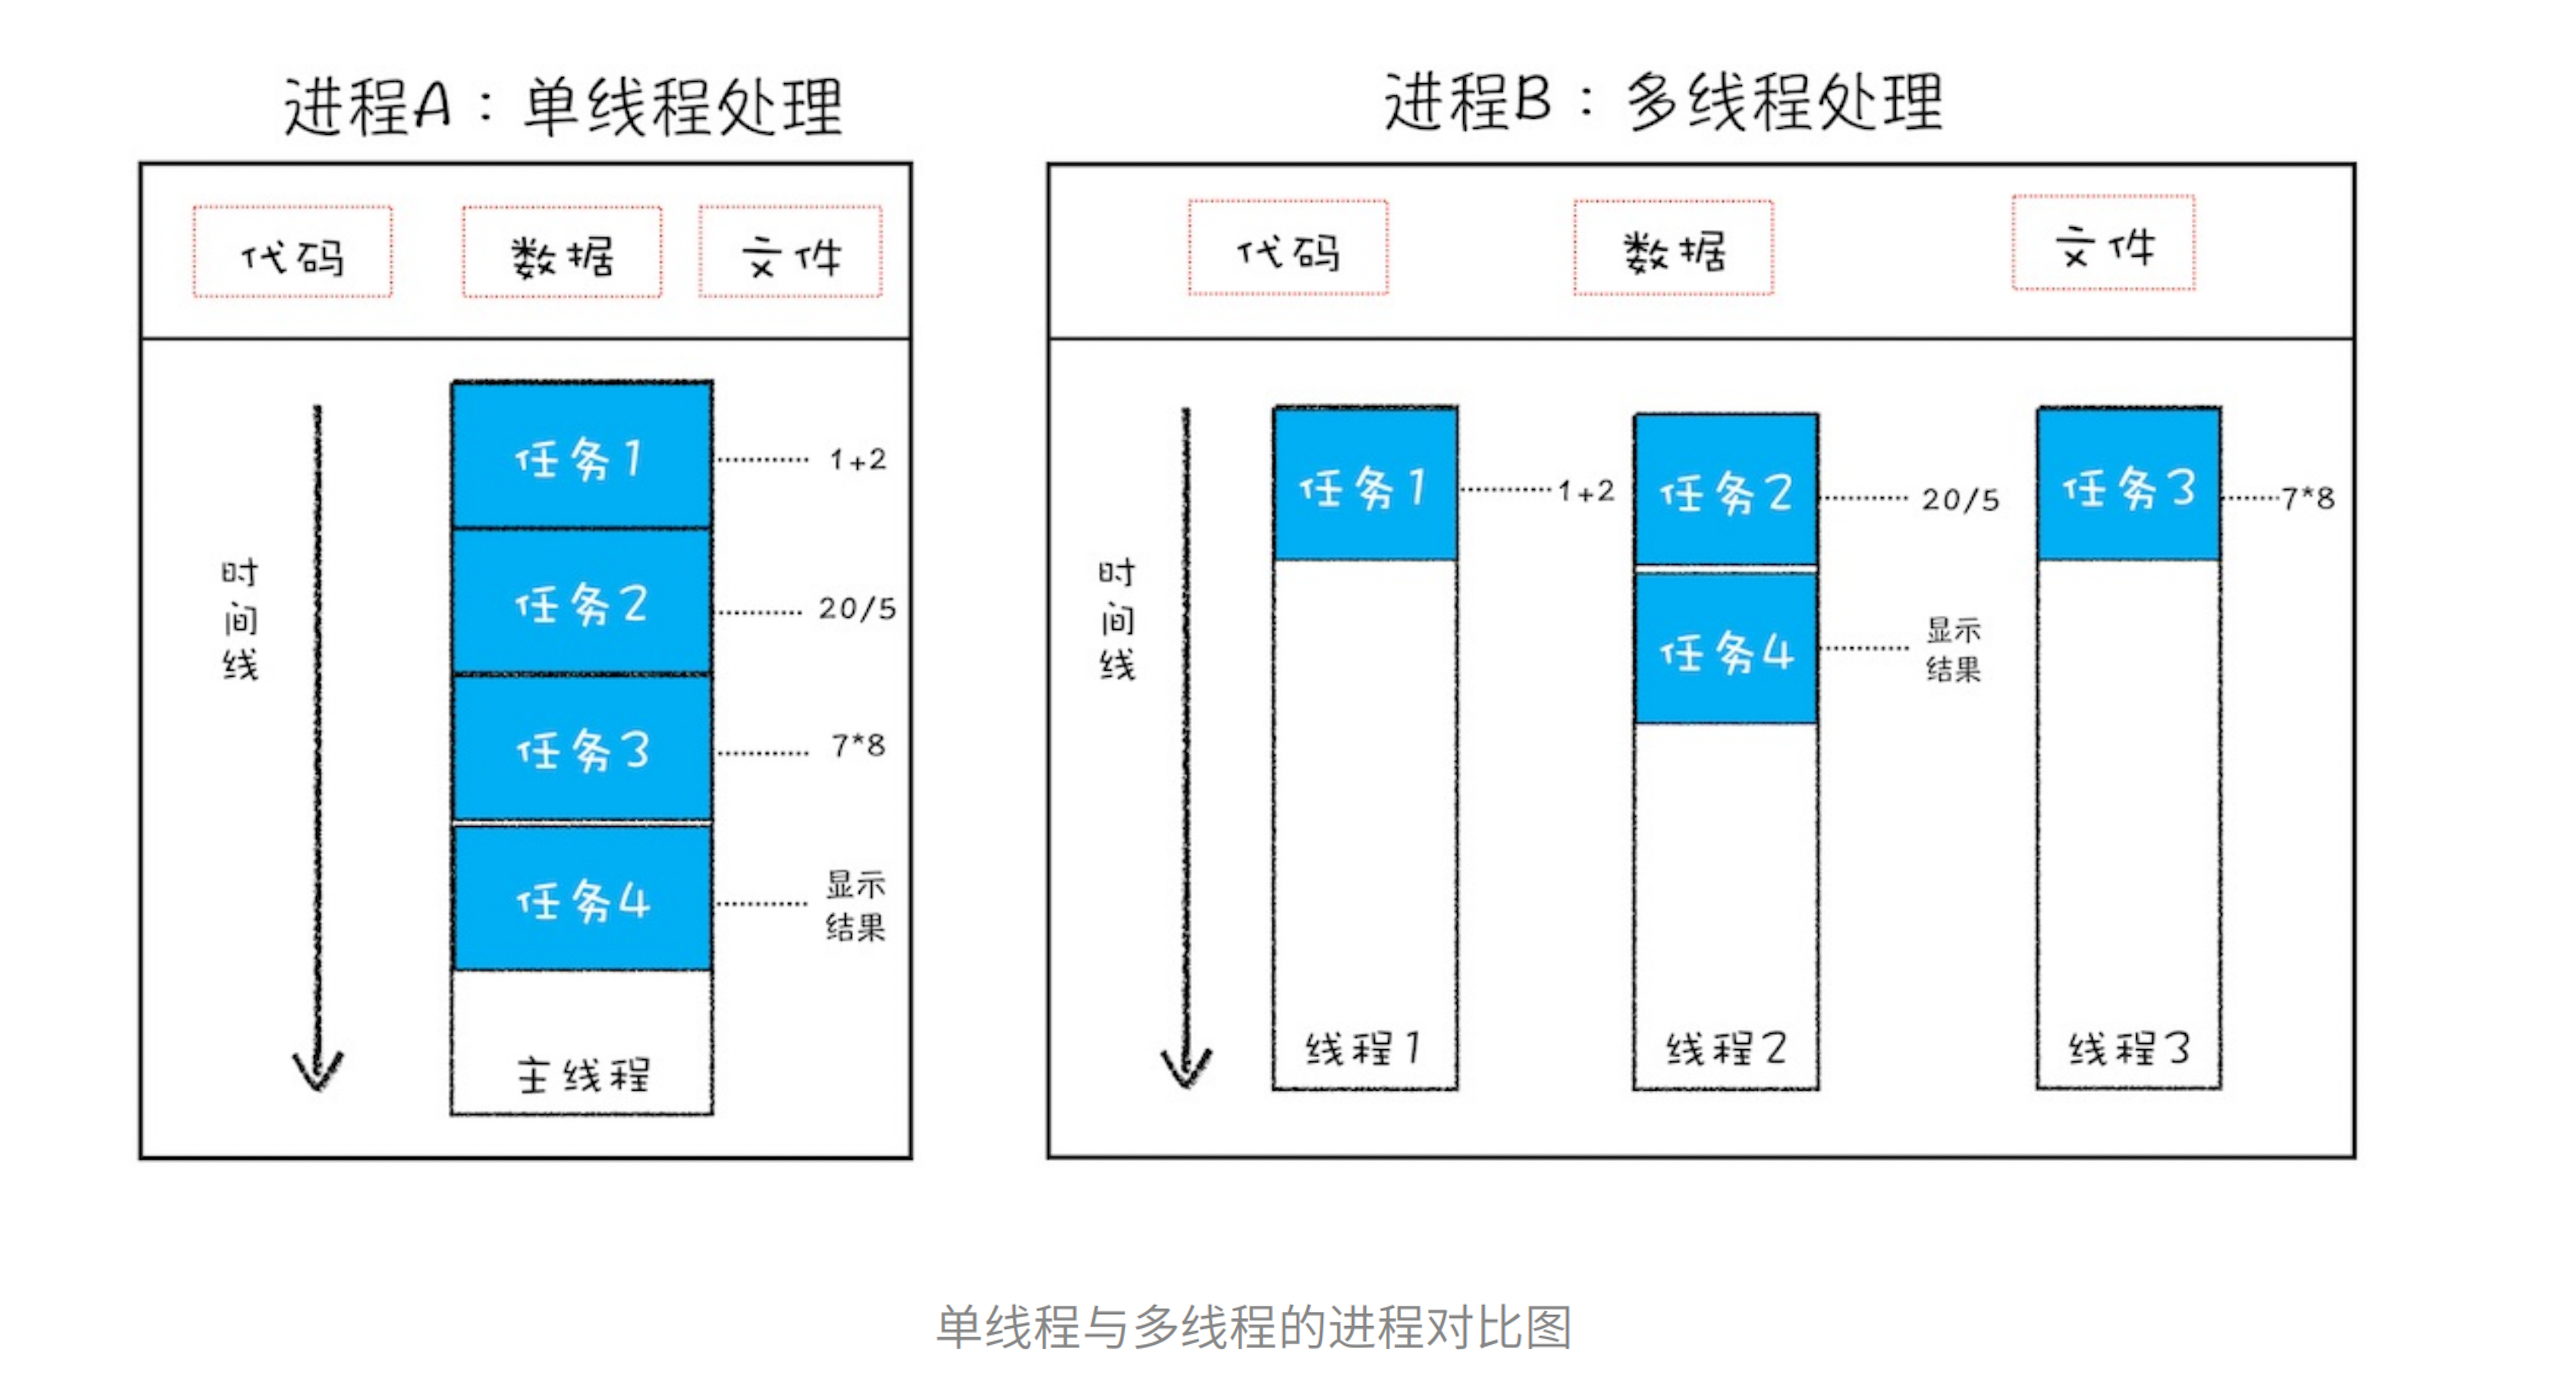 进程A：单线程处理
代码
数据
文件
时间线
任务1
1+2
任务2
20/5
任务3
7*8
任务4
显示
结果
主线程
进程B：多线程处理
代码
数据
文件
时间线
任务1
1+2
任务2
20/5
任务3
7*8
任务4
显示
结果
线程1
线程2
线程3
单线程与多线程的进程对比图